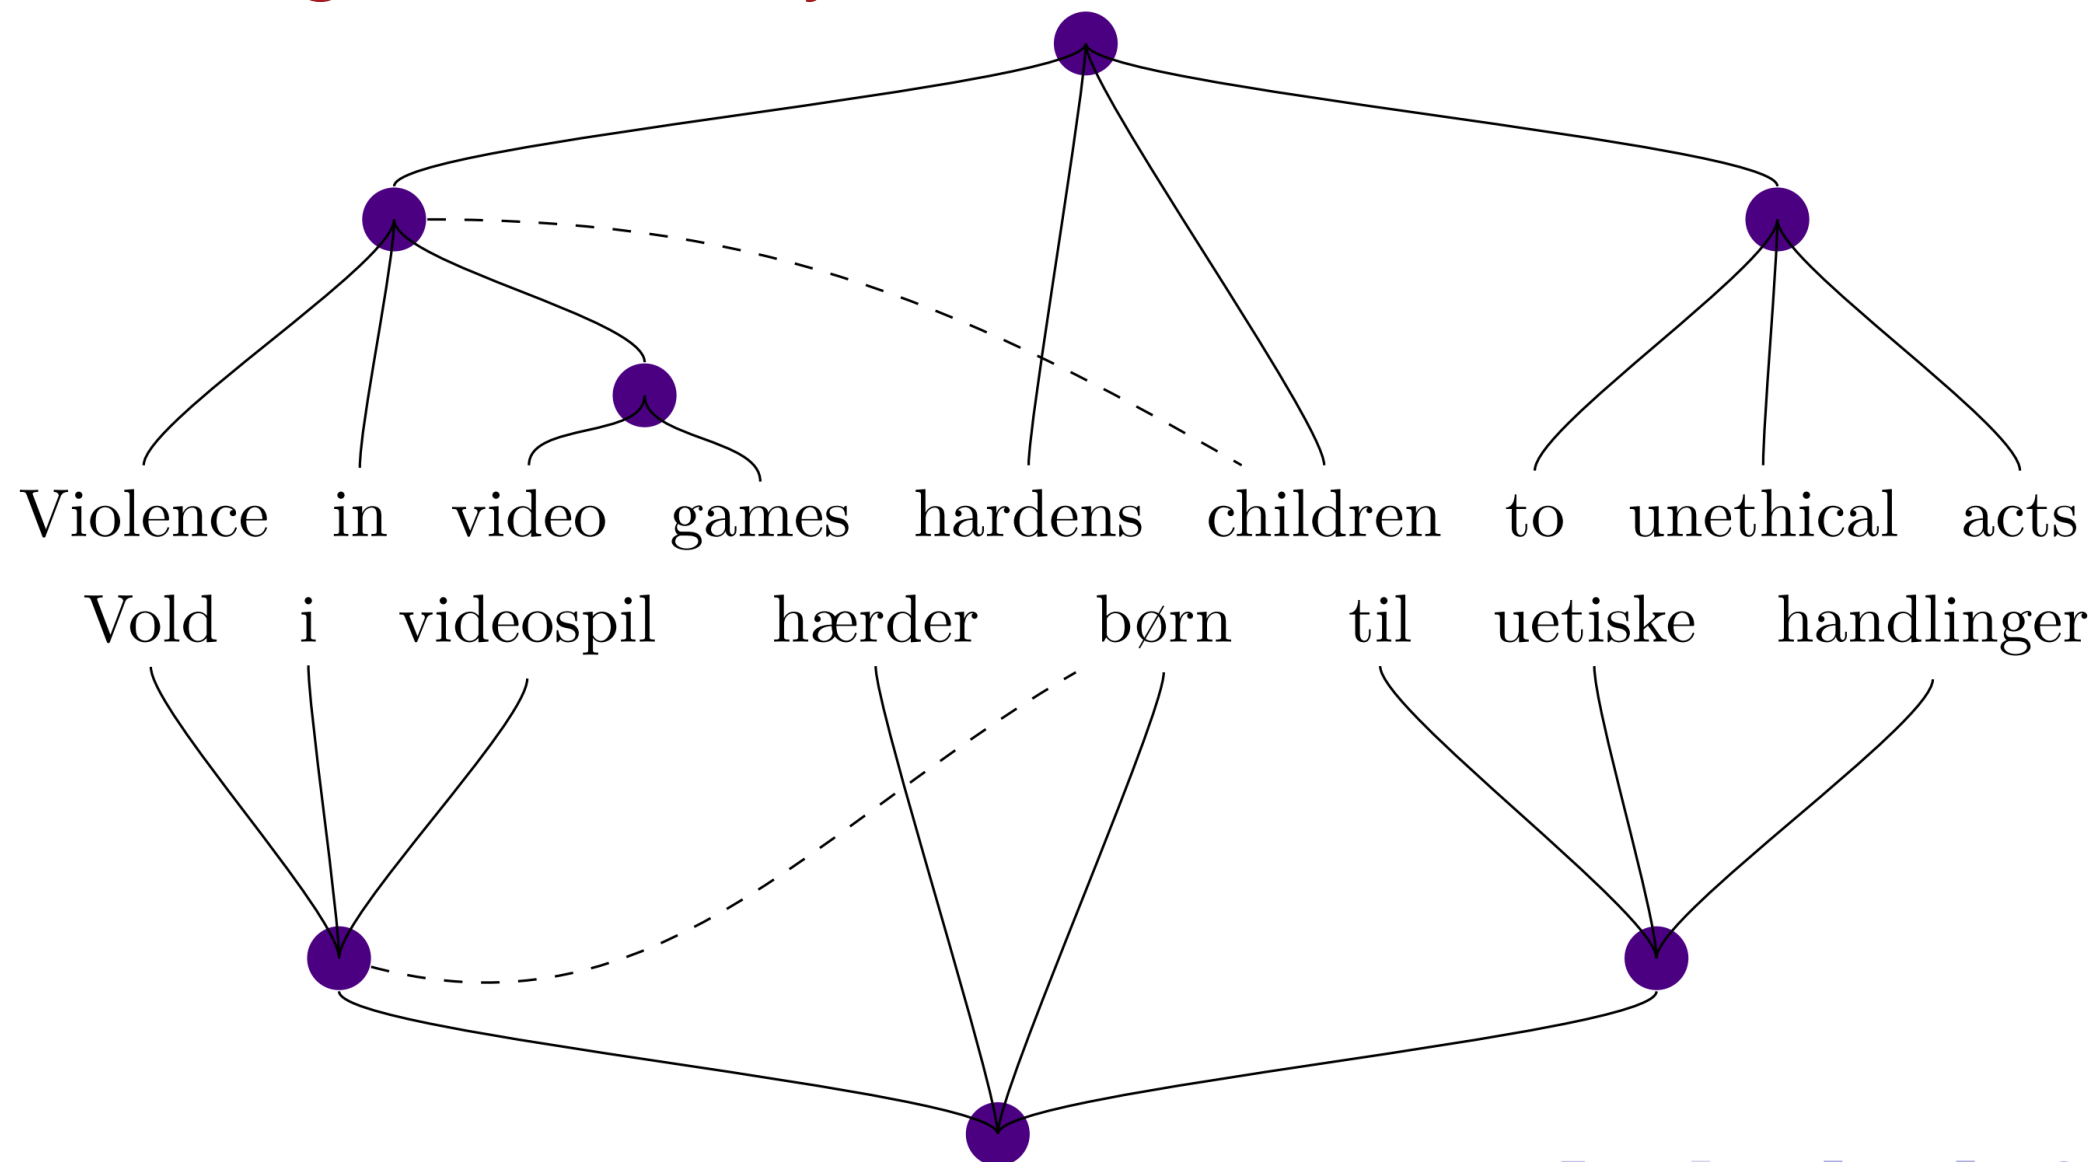 Violence in video games hardens children to unethical acts
Vold i videospil hærder børn til uetiske handlinger